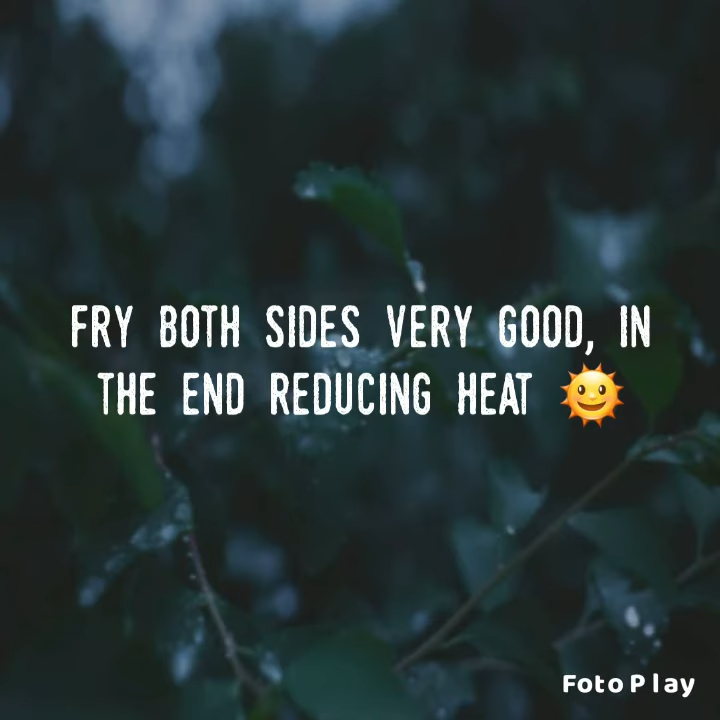 FRY BOTH SIDES VERY GOOD, IN
THE END REDUCING HEAT 🌞
FotoPlay